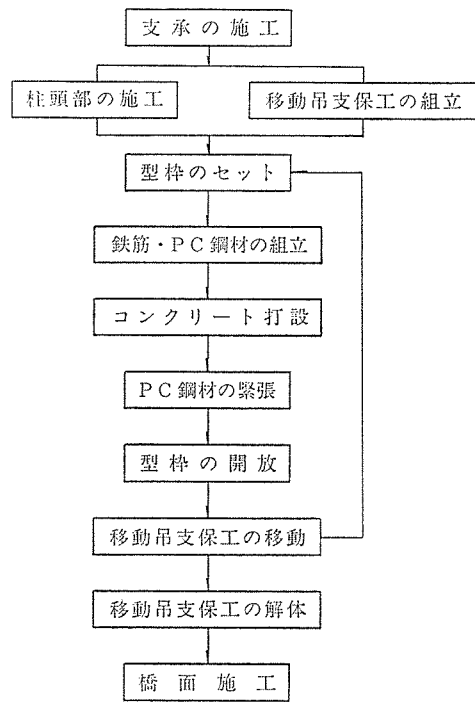 支承の施工
柱頭部の施工
移動吊支保工の組立
型枠のセット
鉄筋・PC鋼材の組立
コンクリート打設
PC鋼材の緊張
型枠の開放
移動吊支保工の移動
移動吊支保工の解体
橋面施工